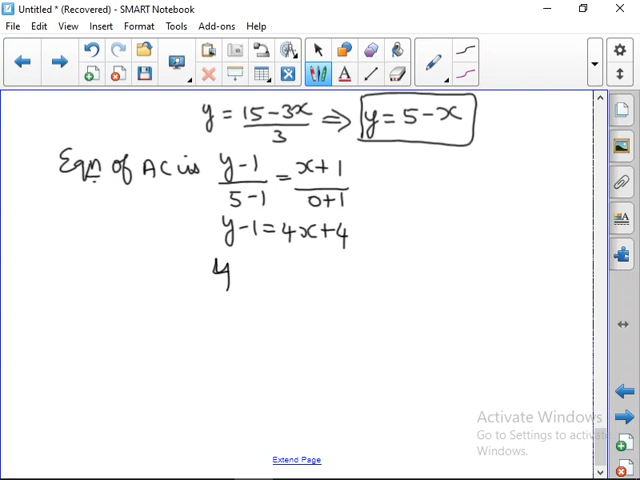 Untitled * (Recovered) - SMART Notebook
File Edit View Insert Format Tools Add-ons Help
y = 15-3x/3 ⇒ y = 5-x
Eqn of AC is y-1/5-1 = x+1/0+1
y-1 = 4x+4
y
Activate Windows
Go to Settings to activate
Windows.
Extend Page